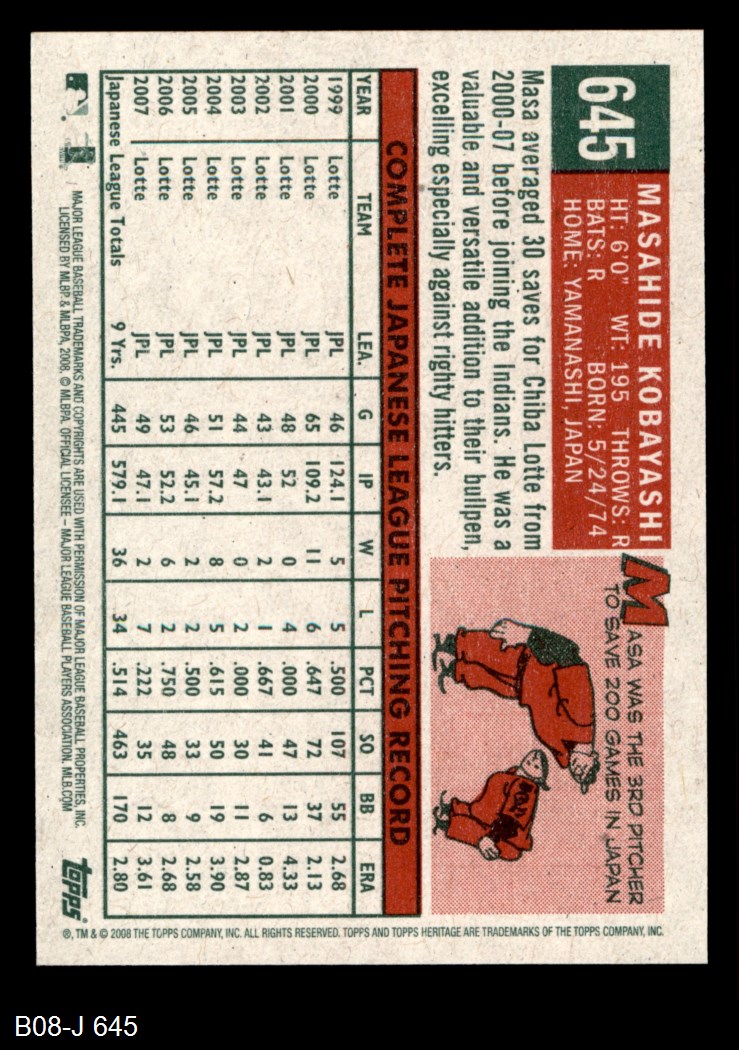 645
MASAHIDE KOBAYASHI
HT: 6'0" WT: 195 THROWS: R
BATS: R BORN: 5/24/74
HOME: YAMANASHI, JAPAN
Masa averaged 30 saves for Chiba Lotte from
2000-07 before joining the Indians. He was a
valuable and versatile addition to their bullpen,
excelling especially against righty hitters.
MASA WAS THE 3RD PITCHER
TO SAVE 200 GAMES IN JAPAN
COMPLETE JAPANESE LEAGUE PITCHING RECORD
YEAR TEAM LEA. G IP W L PCT SO BB ERA
1999 Lotte JPL 46 124.1 5 5 .500 107 55 2.68
2000 Lotte JPL 65 109.2 11 6 .647 72 37 2.13
2001 Lotte JPL 48 52 0 4 .000 47 13 4.33
2002 Lotte JPL 43 43.1 2 1 .667 41 6 0.83
2003 Lotte JPL 44 47 0 2 .000 30 11 2.87
2004 Lotte JPL 51 57.2 8 5 .615 50 19 3.90
2005 Lotte JPL 46 45.1 2 2 .500 33 9 2.58
2006 Lotte JPL 53 52.2 6 2 .750 48 8 2.68
2007 Lotte JPL 49 47.1 2 7 .222 35 12 3.61
Japanese League Totals 9 Yrs. 445 579.1 36 34 .514 463 170 2.80
MAJOR LEAGUE BASEBALL TRADEMARKS AND COPYRIGHTS ARE USED WITH PERMISSION OF MAJOR LEAGUE BASEBALL PROPERTIES, INC.
LICENSED BY MLBP & MLBPA, 2008. © MLBPA. OFFICIAL LICENSEE – MAJOR LEAGUE BASEBALL PLAYERS ASSOCIATION. MLB.COM
topps
®, TM & © 2008 THE TOPPS COMPANY, INC. ALL RIGHTS RESERVED. TOPPS AND TOPPS HERITAGE ARE TRADEMARKS OF THE TOPPS COMPANY, INC.
B08-J 645